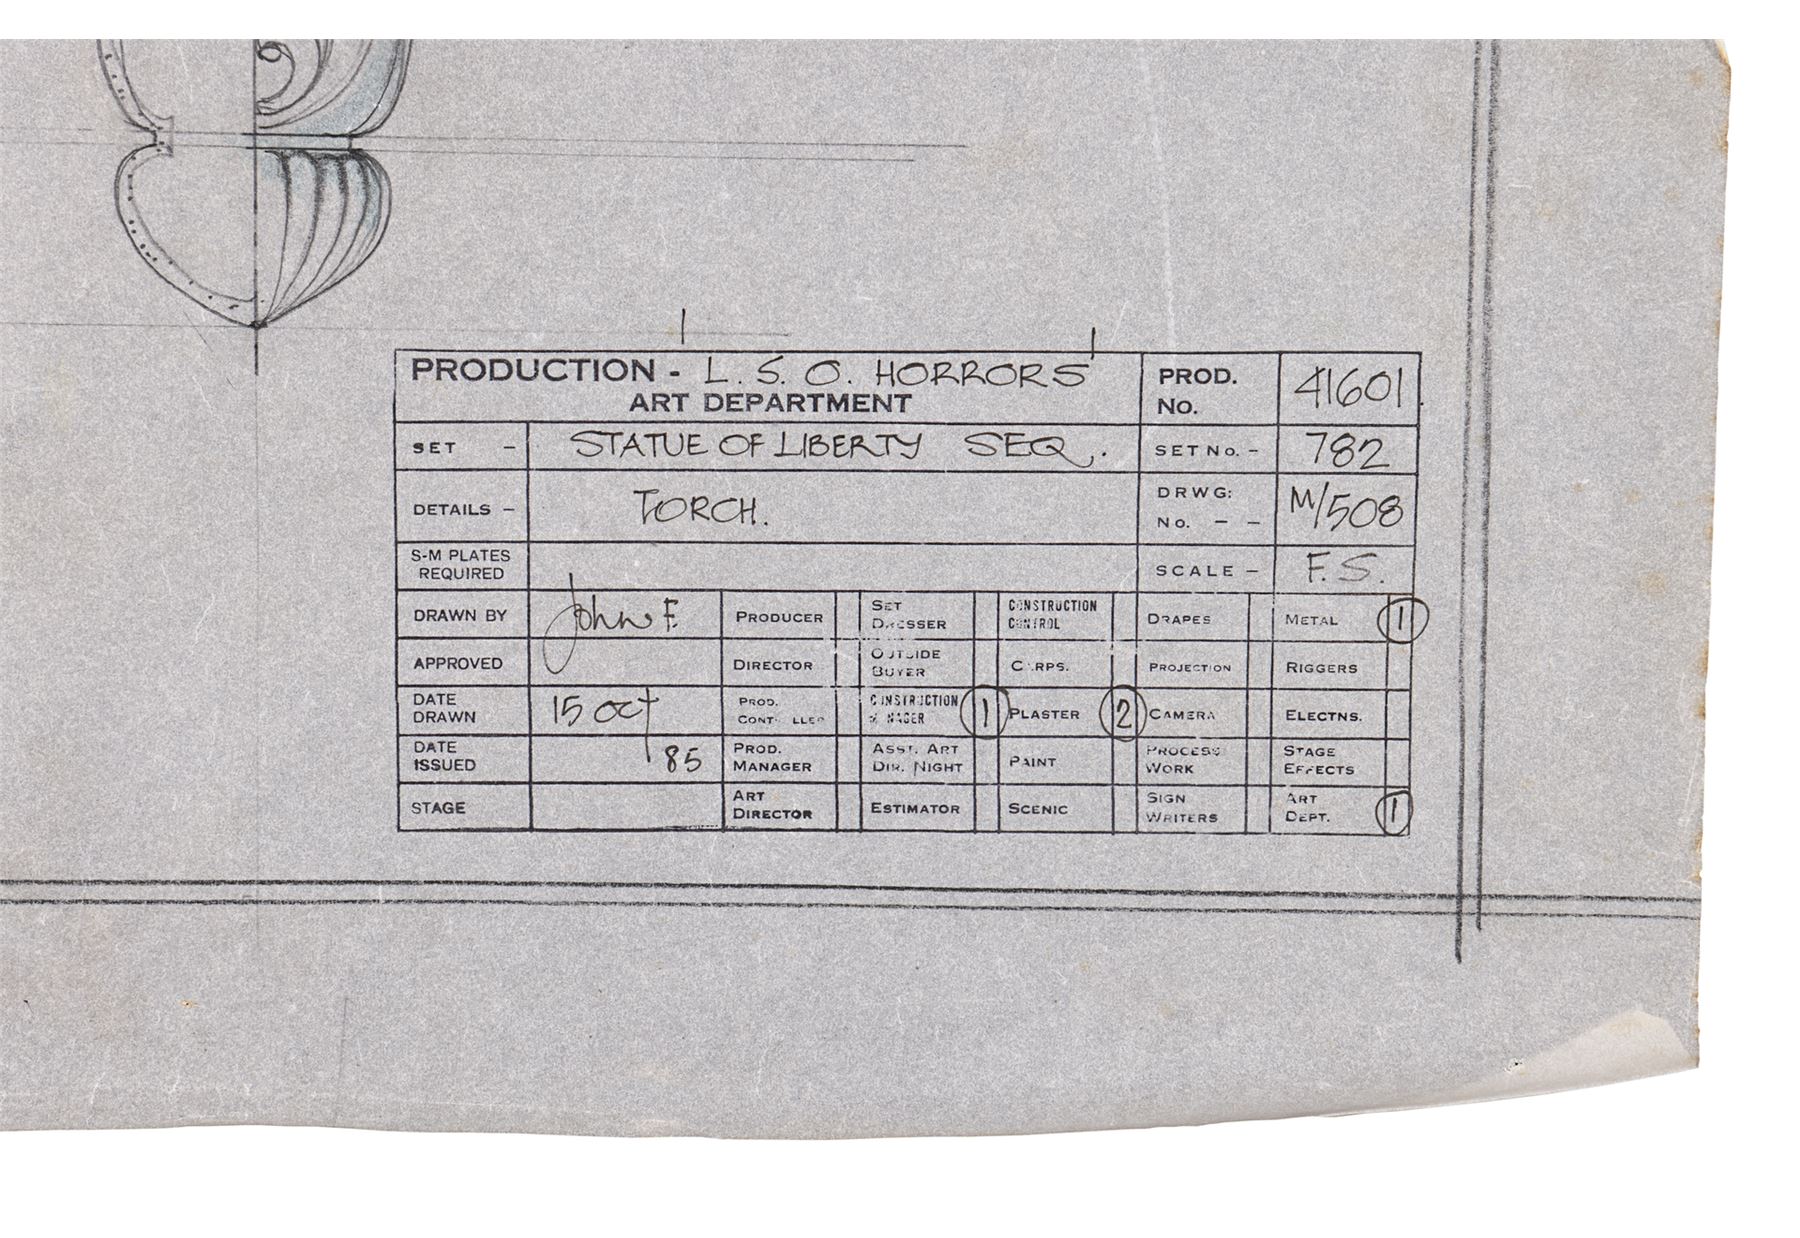 PRODUCTION - L. S. O. HORRORS
ART DEPARTMENT
PROD. No. 41601
SET - STATUE OF LIBERTY SEQ.
SET No. - 782
DETAILS - TORCH.
DRWG: No. - - M/508
S-M PLATES REQUIRED
SCALE - F.S.
DRAWN BY John F. PRODUCER SET DRESSER CONSTRUCTION CONTROL DRAPES METAL 1
APPROVED DIRECTOR OUTSIDE BUYER CARPS. PROJECTION RIGGERS
DATE DRAWN 15 Oct PROD. CONTROLLER CONSTRUCTION MANAGER 1 PLASTER 2 CAMERA ELECTNS.
DATE ISSUED 85 PROD. MANAGER ASST. ART DIR. NIGHT PAINT PROCESS WORK STAGE EFFECTS
STAGE ART DIRECTOR ESTIMATOR SCENIC SIGN WRITERS ART DEPT. 1